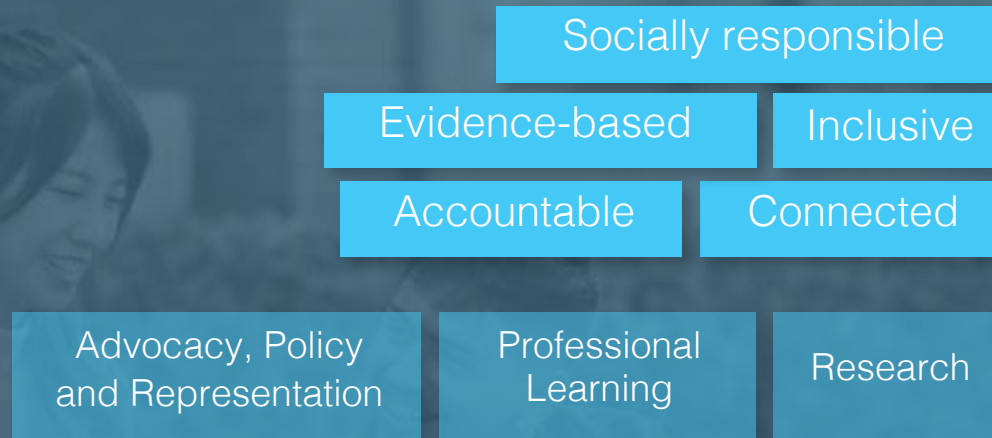 Socially responsible
Evidence-based
Inclusive
Accountable
Connected
Advocacy, Policy
and Representation
Professional
Learning
Research